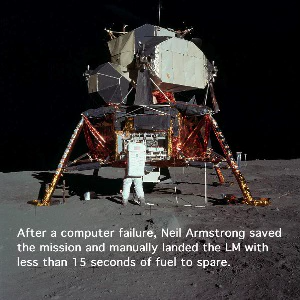 After a computer failure, Neil Armstrong saved
the mission and manually landed the LM with
less than 15 seconds of fuel to spare.